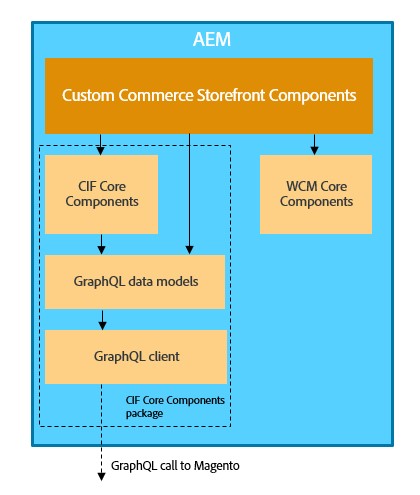 AEM
Custom Commerce Storefront Components
CIF Core
Components
WCM Core
Components
GraphQL data models
GraphQL client
CIF Core Components
package
GraphQL call to Magento